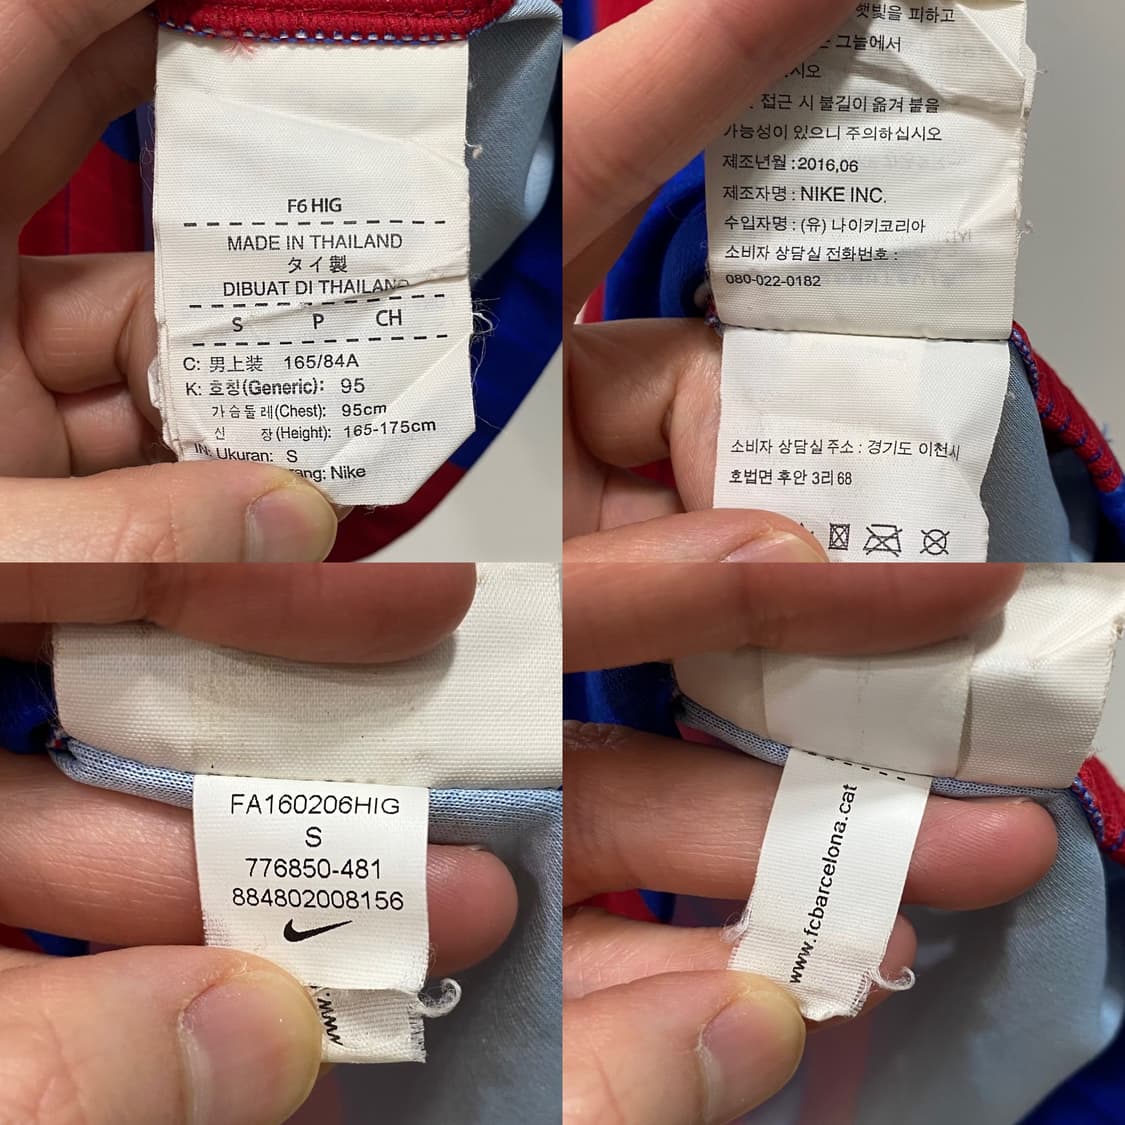 F6 HIG
MADE IN THAILAND
タイ製
DIBUAT DI THAILAND
S P CH
C: 男上装 165/84A
K: 호칭(Generic): 95
가슴둘레(Chest): 95cm
신 장(Height): 165-175cm
IN: Ukuran: S
Nike
햇빛을 피하고
그늘에서
접근 시 불길이 옮겨 붙을
가능성이 있으니 주의하십시오
제조년월 : 2016,06
제조자명 : NIKE INC.
수입자명 : (유) 나이키코리아
소비자 상담실 전화번호 :
080-022-0182
소비자 상담실 주소 : 경기도 이천시
호법면 후안 3리 68
FA160206HIG
S
776850-481
884802008156
www.
www.fcbarcelona.cat